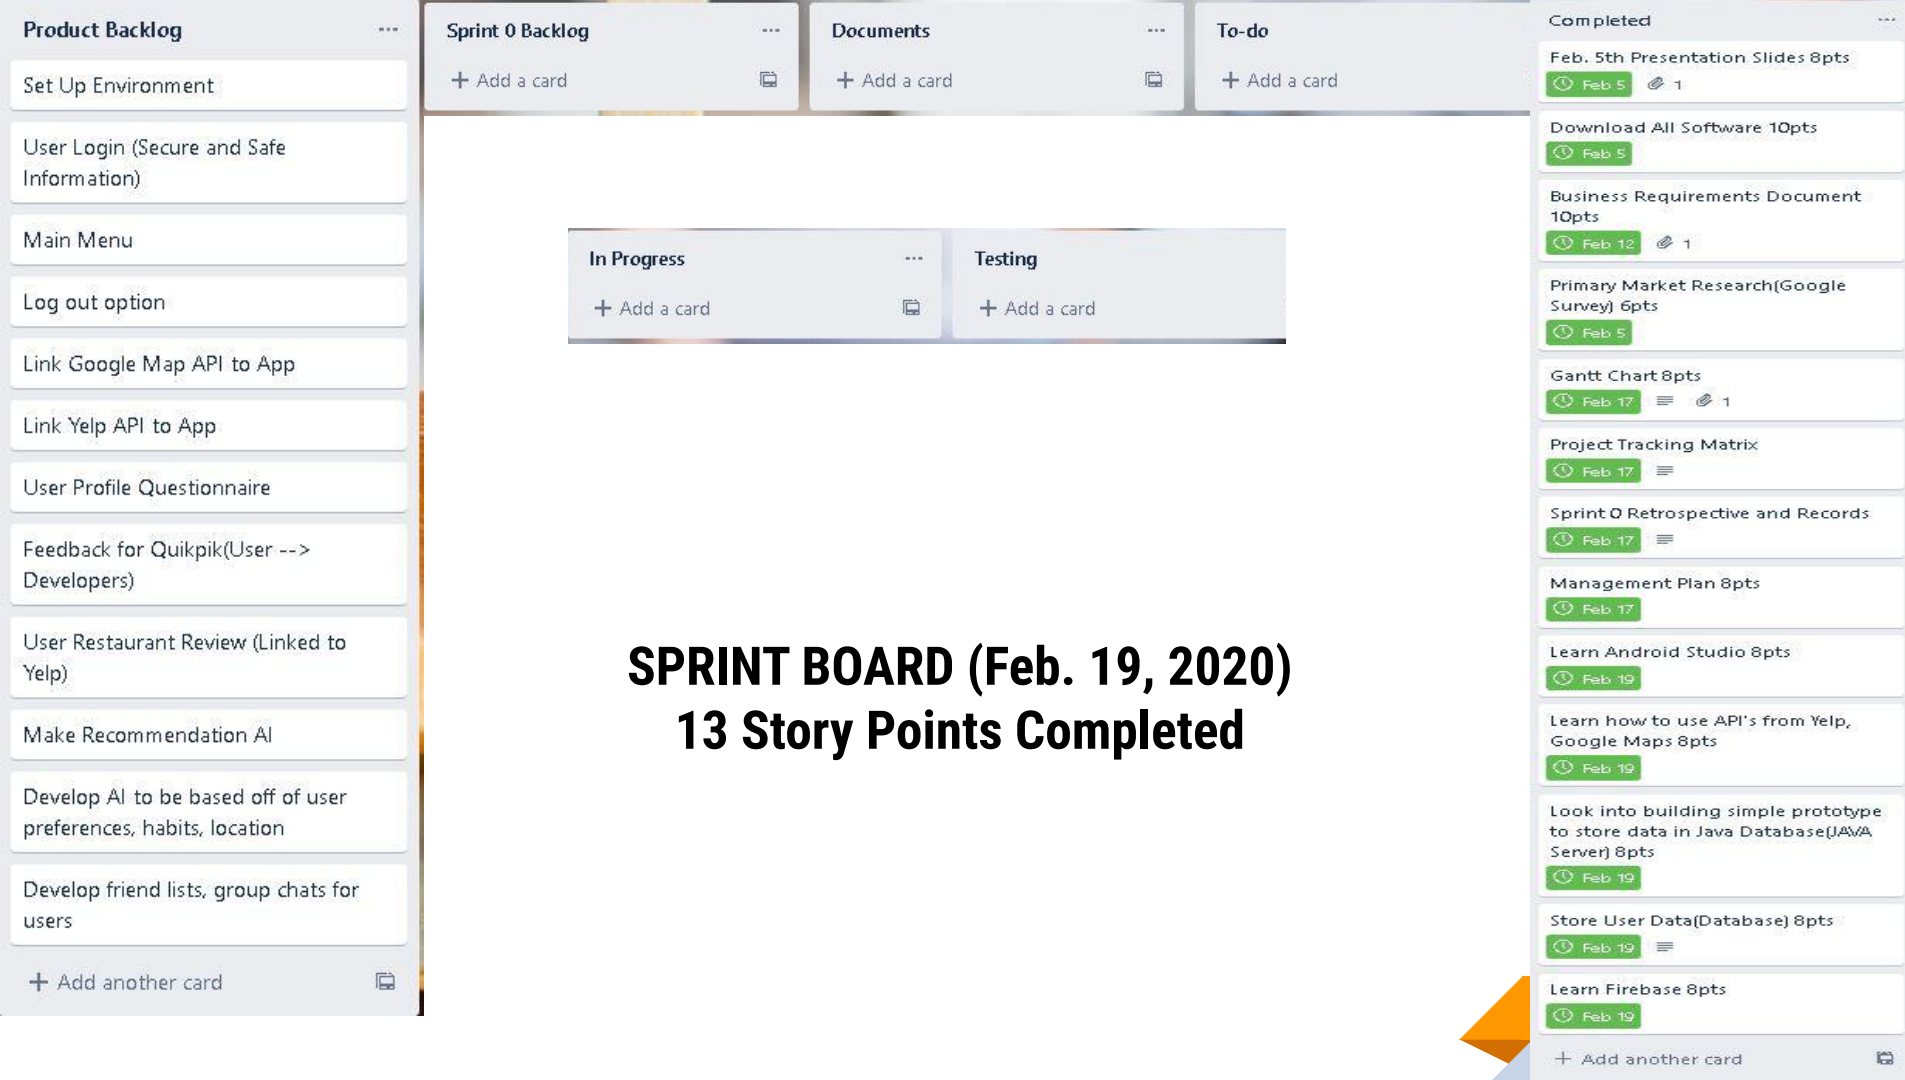 Product Backlog
Set Up Environment
User Login (Secure and Safe
Information)
Main Menu
Log out option
Link Google Map API to App
Link Yelp API to App
User Profile Questionnaire
Feedback for Quikpik(User -->
Developers)
User Restaurant Review (Linked to
Yelp)
Make Recommendation AI
Develop AI to be based off of user
preferences, habits, location
Develop friend lists, group chats for
users
+ Add another card
Sprint 0 Backlog
+ Add a card
Documents
+ Add a card
To-do
+ Add a card
In Progress
+ Add a card
Testing
+ Add a card
SPRINT BOARD (Feb. 19, 2020)
13 Story Points Completed
Completed
Feb. 5th Presentation Slides 8pts
Feb 5 1
Download All Software 10pts
Feb 5
Business Requirements Document
10pts
Feb 12 1
Primary Market Research(Google
Survey) 6pts
Feb 5
Gantt Chart 8pts
Feb 17 1
Project Tracking Matrix
Feb 17
Sprint 0 Retrospective and Records
Feb 17
Management Plan 8pts
Feb 17
Learn Android Studio 8pts
Feb 19
Learn how to use API's from Yelp,
Google Maps 8pts
Feb 19
Look into building simple prototype
to store data in Java Database(JAVA
Server) 8pts
Feb 19
Store User Data(Database) 8pts
Feb 19
Learn Firebase 8pts
Feb 19
+ Add another card